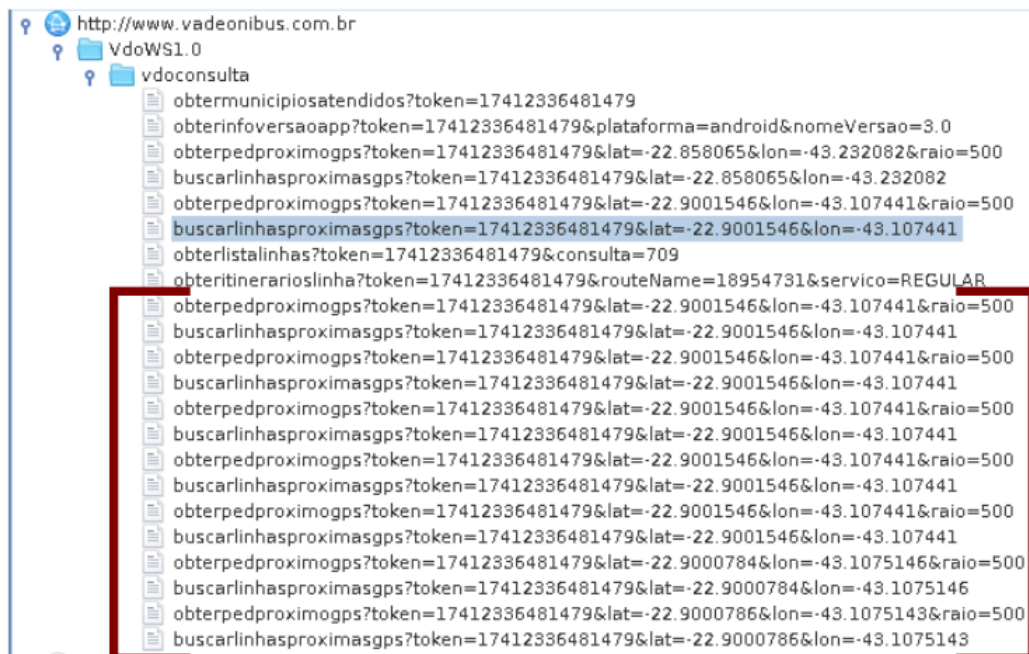 http://www.vadeonibus.com.br
VdoWS1.0
vdoconsulta
obtermunicipiosatendidos?token=17412336481479
obterinfoversaoapp?token=17412336481479&plataforma=android&nomeVersao=3.0
obterpedproximogps?token=17412336481479&lat=-22.858065&lon=-43.232082&raio=500
buscarlinhasproximasgps?token=17412336481479&lat=-22.858065&lon=-43.232082
obterpedproximogps?token=17412336481479&lat=-22.9001546&lon=-43.107441&raio=500
buscarlinhasproximasgps?token=17412336481479&lat=-22.9001546&lon=-43.107441
obterlistalinhas?token=17412336481479&consulta=709
obteritinerarioslinha?token=17412336481479&routeName=18954731&servico=REGULAR
obterpedproximogps?token=17412336481479&lat=-22.9001546&lon=-43.107441&raio=500
buscarlinhasproximasgps?token=17412336481479&lat=-22.9001546&lon=-43.107441
obterpedproximogps?token=17412336481479&lat=-22.9001546&lon=-43.107441&raio=500
buscarlinhasproximasgps?token=17412336481479&lat=-22.9001546&lon=-43.107441
obterpedproximogps?token=17412336481479&lat=-22.9001546&lon=-43.107441&raio=500
buscarlinhasproximasgps?token=17412336481479&lat=-22.9001546&lon=-43.107441
obterpedproximogps?token=17412336481479&lat=-22.9001546&lon=-43.107441&raio=500
buscarlinhasproximasgps?token=17412336481479&lat=-22.9001546&lon=-43.107441
obterpedproximogps?token=17412336481479&lat=-22.9001546&lon=-43.107441&raio=500
buscarlinhasproximasgps?token=17412336481479&lat=-22.9001546&lon=-43.107441
obterpedproximogps?token=17412336481479&lat=-22.9000784&lon=-43.1075146&raio=500
buscarlinhasproximasgps?token=17412336481479&lat=-22.9000784&lon=-43.1075146
obterpedproximogps?token=17412336481479&lat=-22.9000786&lon=-43.1075143&raio=500
buscarlinhasproximasgps?token=17412336481479&lat=-22.9000786&lon=-43.1075143